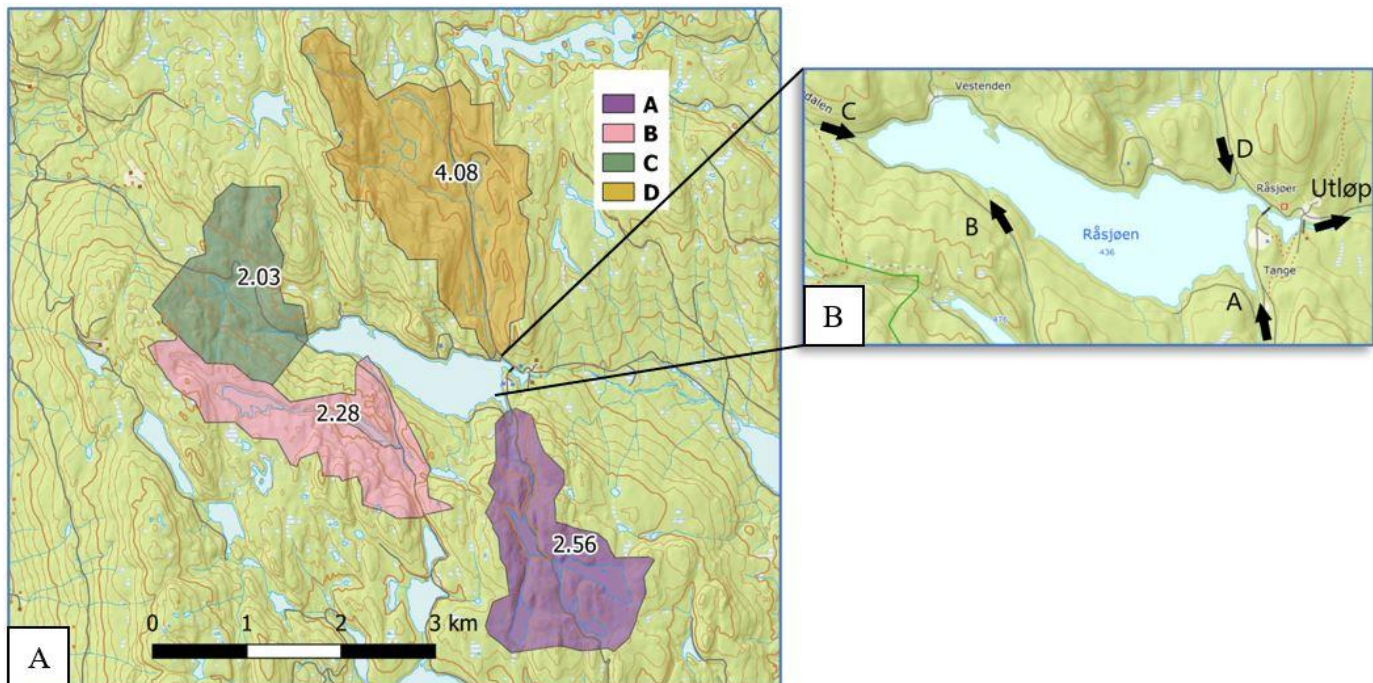 A
B
C
D
4.08
2.03
2.28
2.56
0 1 2 3 km
A
Vestenden
dalen
C
D
Råsjøer
Utløp
B
Råsjøen
436
Tange
A
476
B